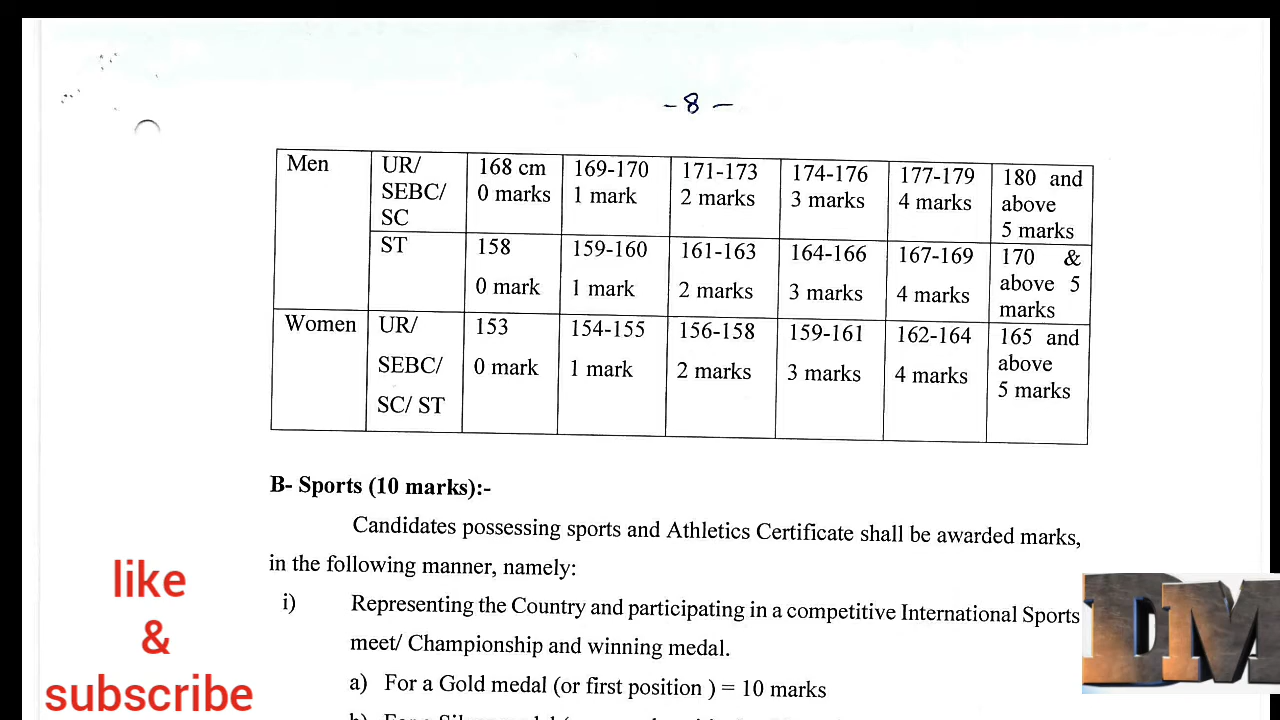 - 8 -
Men UR/ SEBC/ SC 168 cm 0 marks 169-170 1 mark 171-173 2 marks 174-176 3 marks 177-179 4 marks 180 and above 5 marks
ST 158 0 mark 159-160 1 mark 161-163 2 marks 164-166 3 marks 167-169 4 marks 170 & above 5 marks
Women UR/ SEBC/ SC/ ST 153 0 mark 154-155 1 mark 156-158 2 marks 159-161 3 marks 162-164 4 marks 165 and above 5 marks
B- Sports (10 marks):-
Candidates possessing sports and Athletics Certificate shall be awarded marks,
in the following manner, namely:
i) Representing the Country and participating in a competitive International Sports
meet/ Championship and winning medal.
a) For a Gold medal (or first position ) = 10 marks
like
&
subscribe
DM